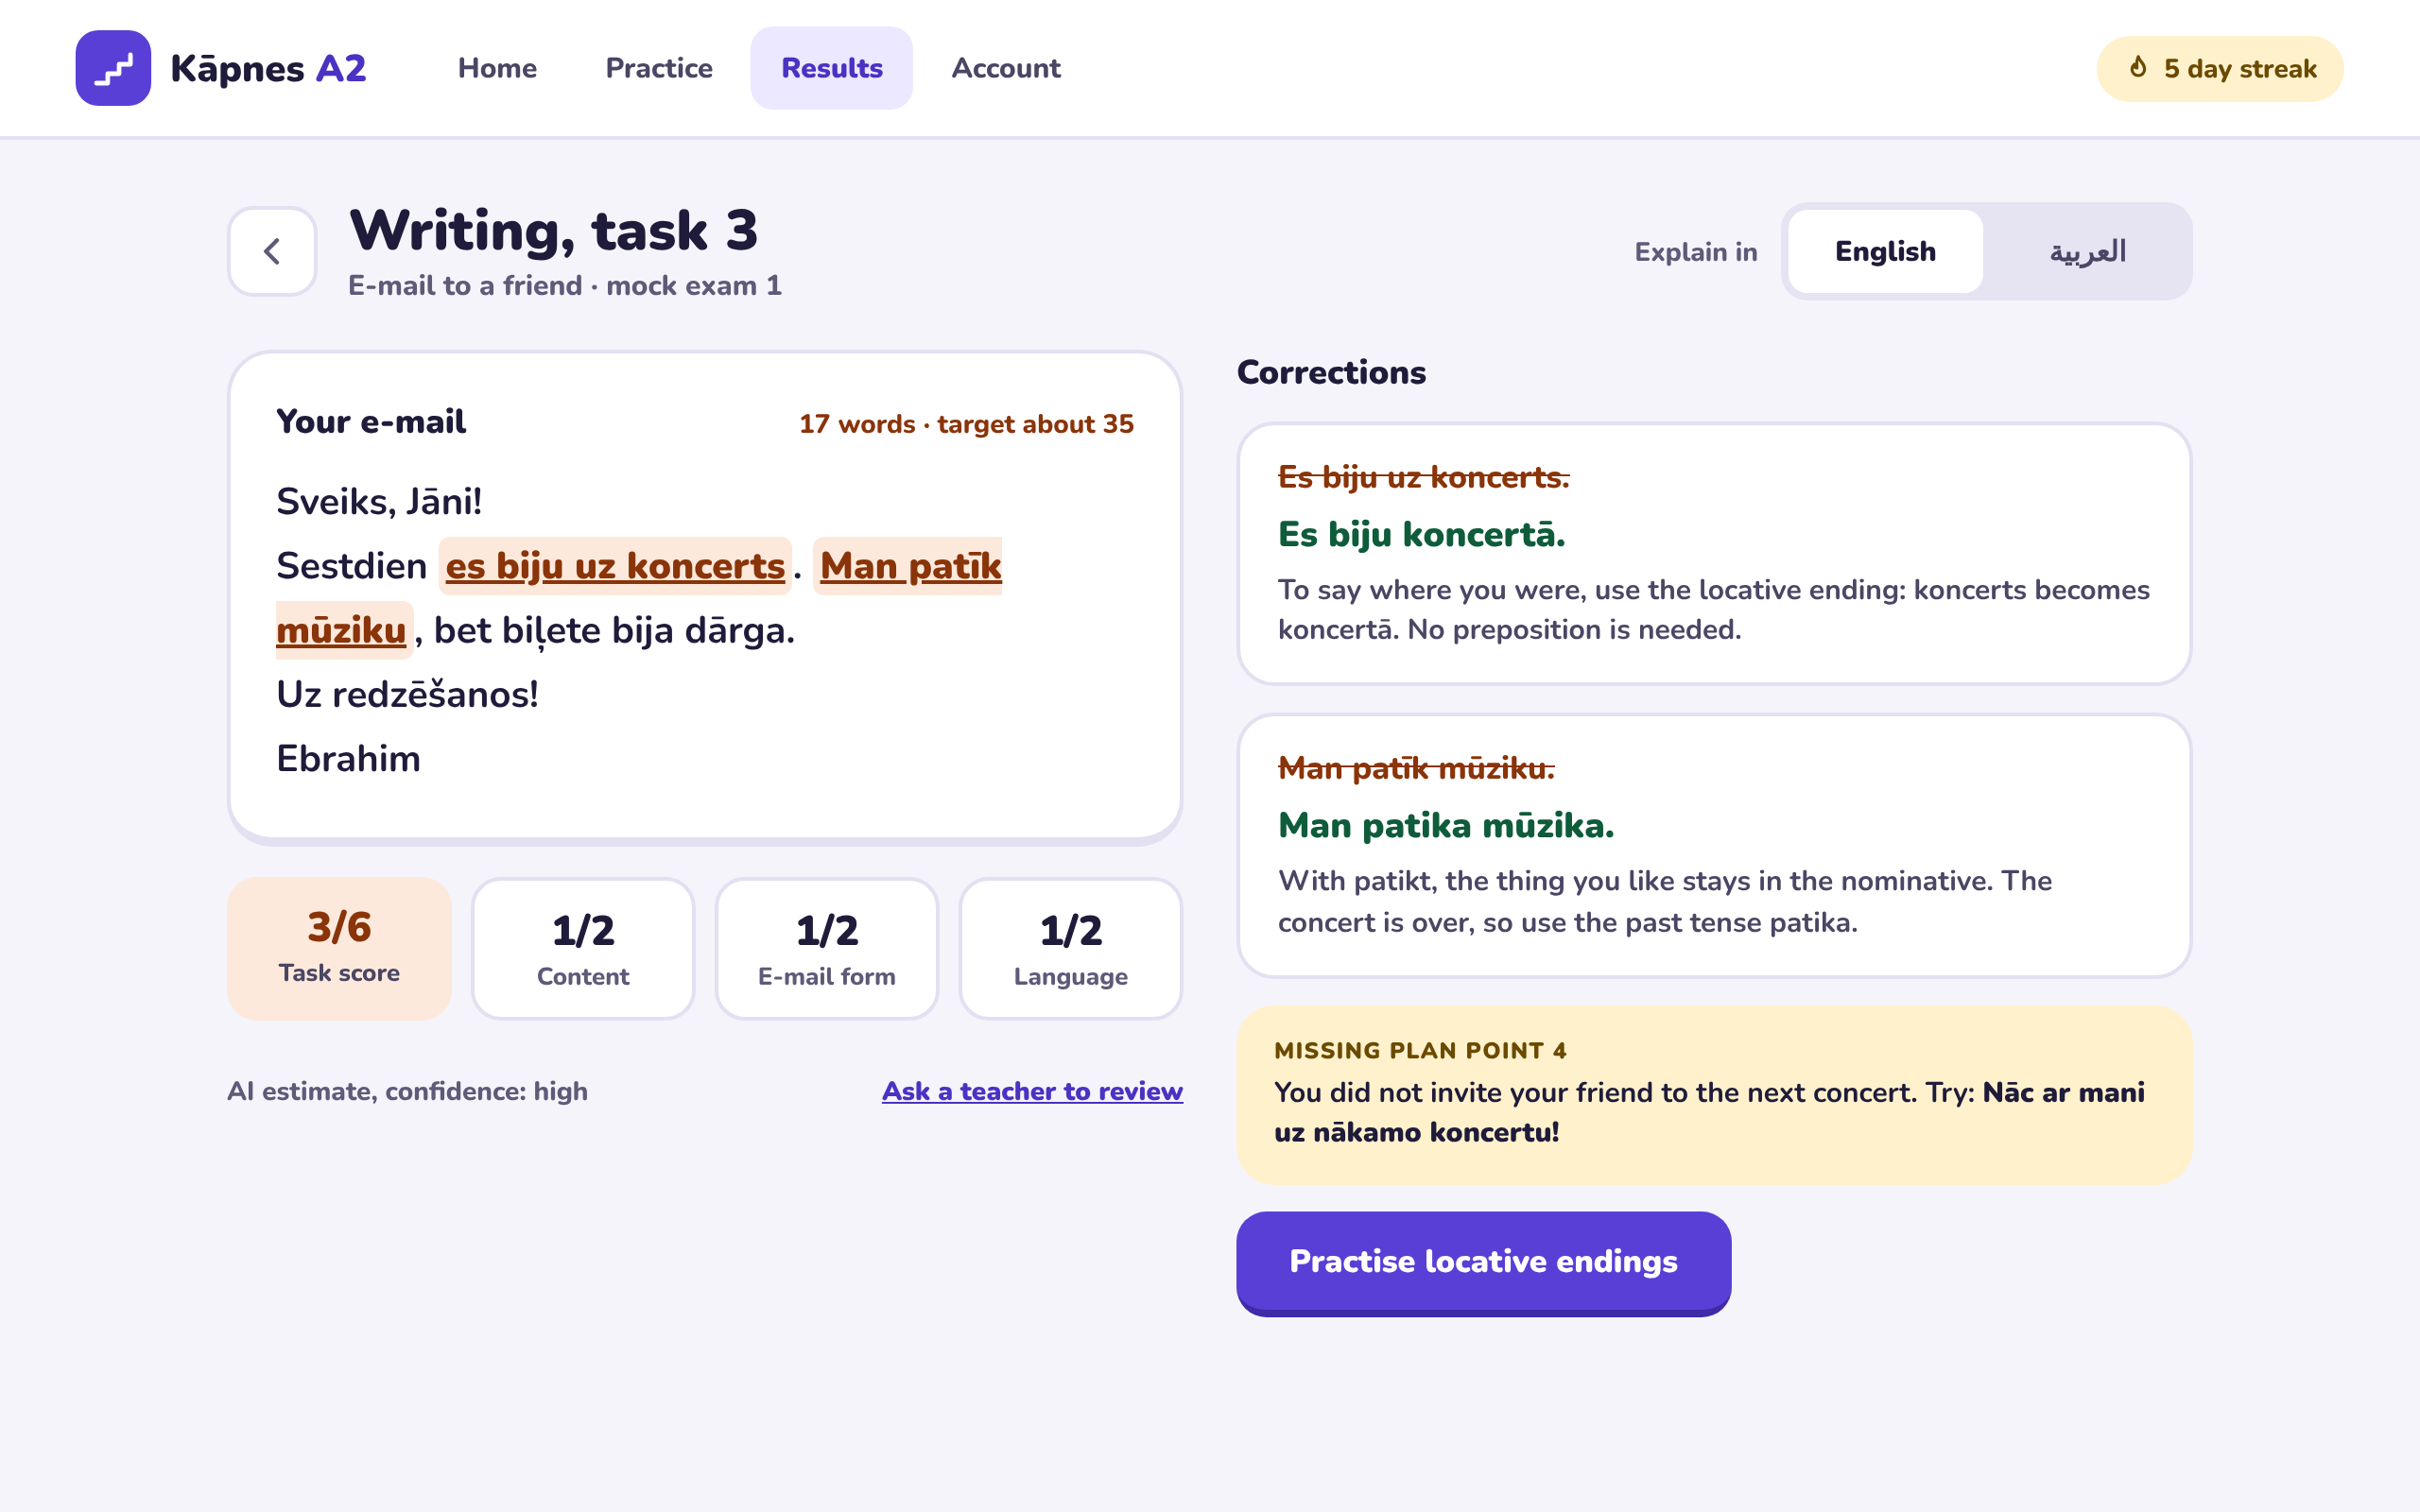 Kāpnes A2
Home
Practice
Results
Account
5 day streak
Writing, task 3
E-mail to a friend · mock exam 1
Explain in
English
العربية
Your e-mail
17 words · target about 35
Sveiks, Jāni!
Sestdien es biju uz koncerts. Man patīk
mūziku, bet biļete bija dārga.
Uz redzēšanos!
Ebrahim
3/6
Task score
1/2
Content
1/2
E-mail form
1/2
Language
AI estimate, confidence: high
Ask a teacher to review
Corrections
Es biju uz koncerts.
Es biju koncertā.
To say where you were, use the locative ending: koncerts becomes
koncertā. No preposition is needed.
Man patīk mūziku.
Man patika mūzika.
With patikt, the thing you like stays in the nominative. The
concert is over, so use the past tense patika.
MISSING PLAN POINT 4
You did not invite your friend to the next concert. Try: Nāc ar mani
uz nākamo koncertu!
Practise locative endings